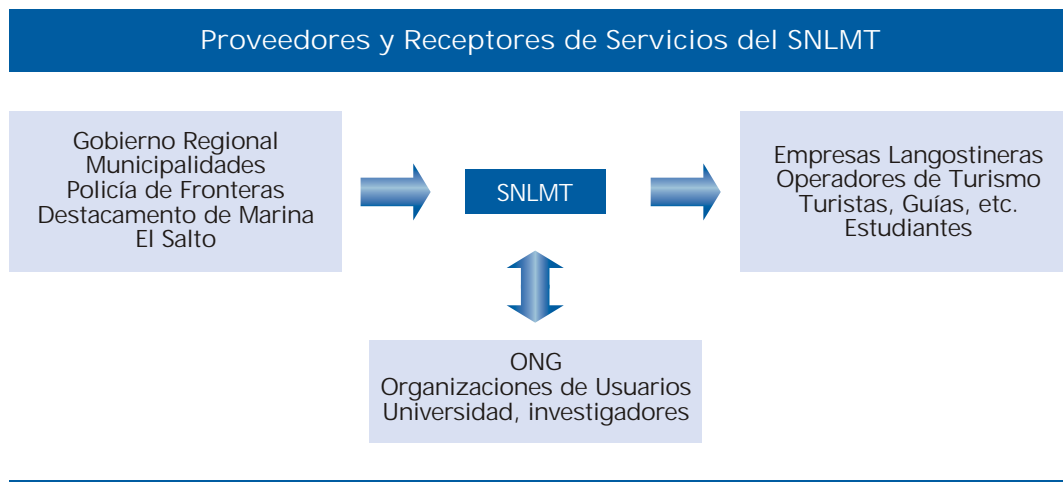 Proveedores y Receptores de Servicios del SNLMT
Gobierno Regional
Municipalidades
Policía de Fronteras
Destacamento de Marina
El Salto
SNLMT
Empresas Langostineras
Operadores de Turismo
Turistas, Guías, etc.
Estudiantes
ONG
Organizaciones de Usuarios
Universidad, investigadores